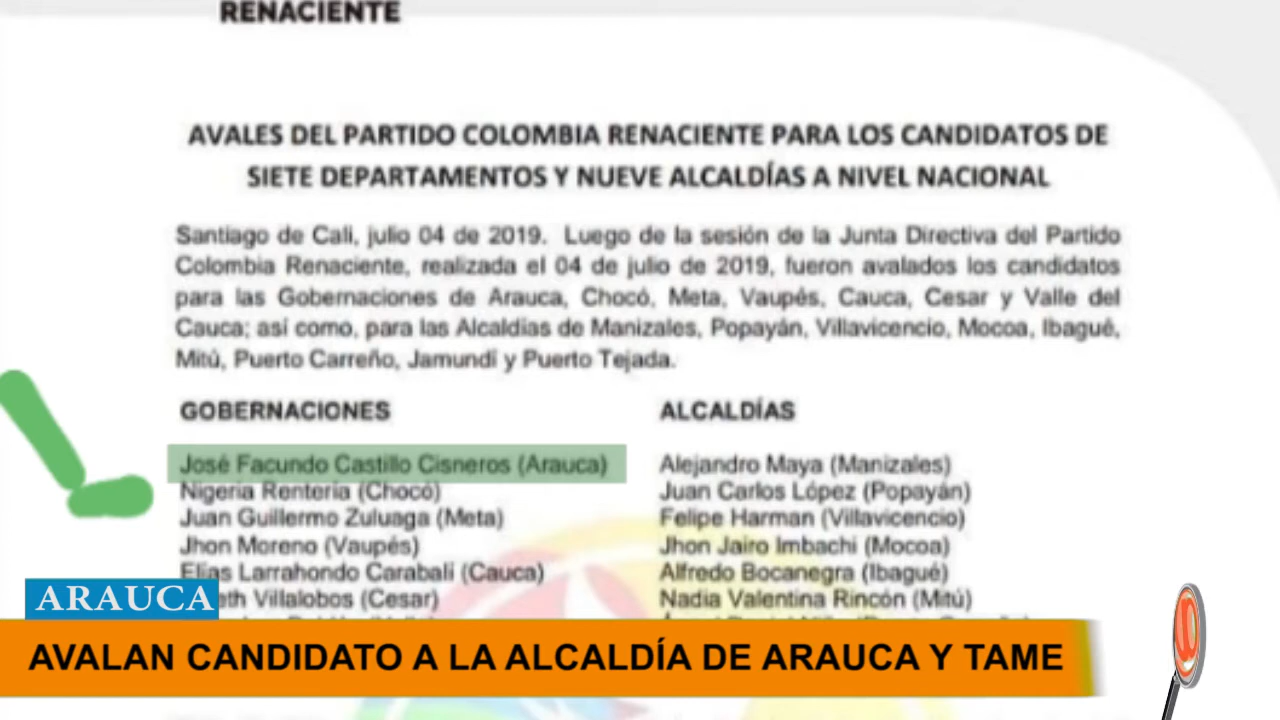 RENACIENTE
AVALES DEL PARTIDO COLOMBIA RENACIENTE PARA LOS CANDIDATOS DE
SIETE DEPARTAMENTOS Y NUEVE ALCALDÍAS A NIVEL NACIONAL
Santiago de Cali, julio 04 de 2019. Luego de la sesión de la Junta Directiva del Partido
Colombia Renaciente, realizada el 04 de julio de 2019, fueron avalados los candidatos
para las Gobernaciones de Arauca, Chocó, Meta, Vaupés, Cauca, Cesar y Valle del
Cauca; así como, para las Alcaldías de Manizales, Popayán, Villavicencio, Mocoa, Ibagué,
Mitú, Puerto Carreño, Jamundí y Puerto Tejada.
GOBERNACIONES
José Facundo Castillo Cisneros (Arauca)
Nigeria Rentería (Chocó)
Juan Guillermo Zuluaga (Meta)
Jhon Moreno (Vaupés)
Elías Larrahondo Carabalí (Cauca)
Villalobos (Cesar)
ALCALDÍAS
Alejandro Maya (Manizales)
Juan Carlos López (Popayán)
Felipe Harman (Villavicencio)
Jhon Jairo Imbachi (Mocoa)
Alfredo Bocanegra (Ibagué)
Nadia Valentina Rincón (Mitú)
ARAUCA
AVALAN CANDIDATO A LA ALCALDÍA DE ARAUCA Y TAME